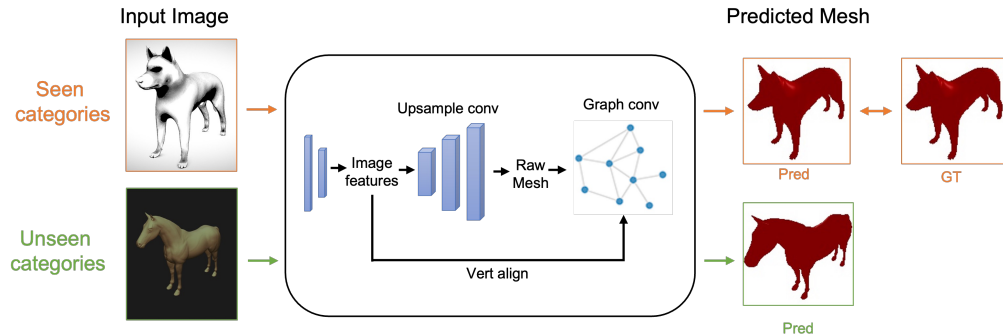 Input Image
Predicted Mesh
Seen
categories
Upsample conv
Graph conv
Image
features
Raw
Mesh
Pred
GT
Unseen
categories
Vert align
Pred